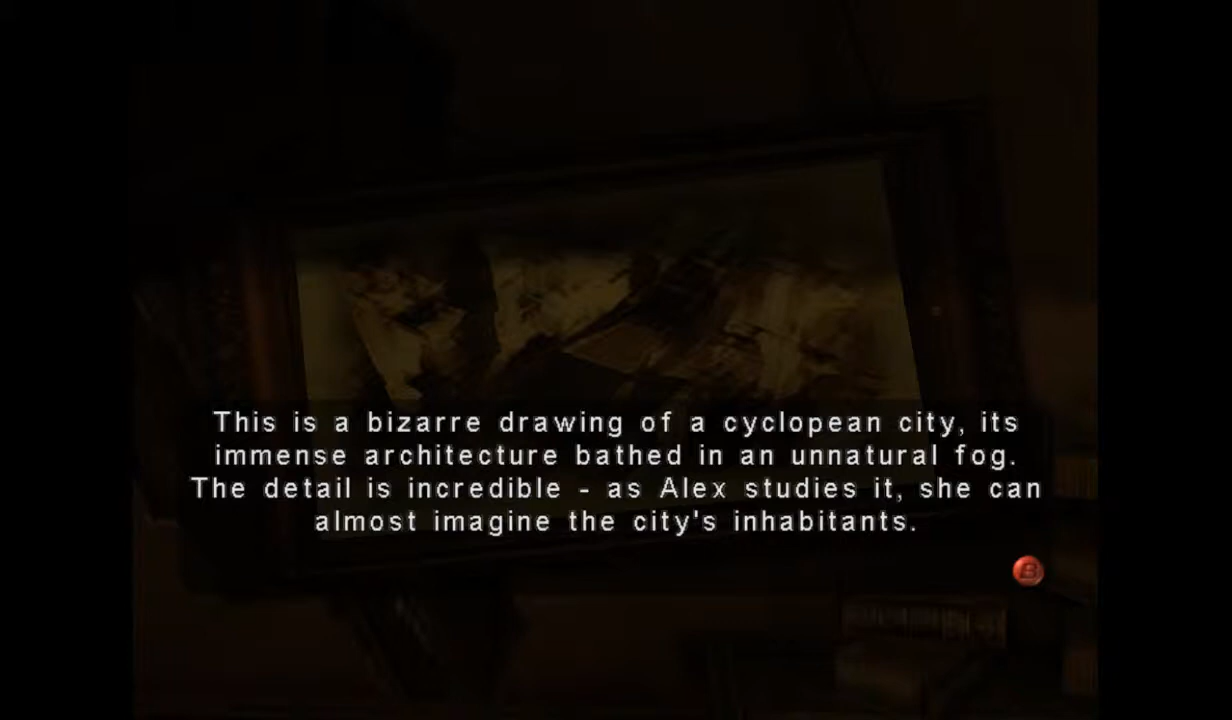 This is a bizarre drawing of a cyclopean city, its
immense architecture bathed in an unnatural fog.
The detail is incredible - as Alex studies it, she can
almost imagine the city's inhabitants.
B